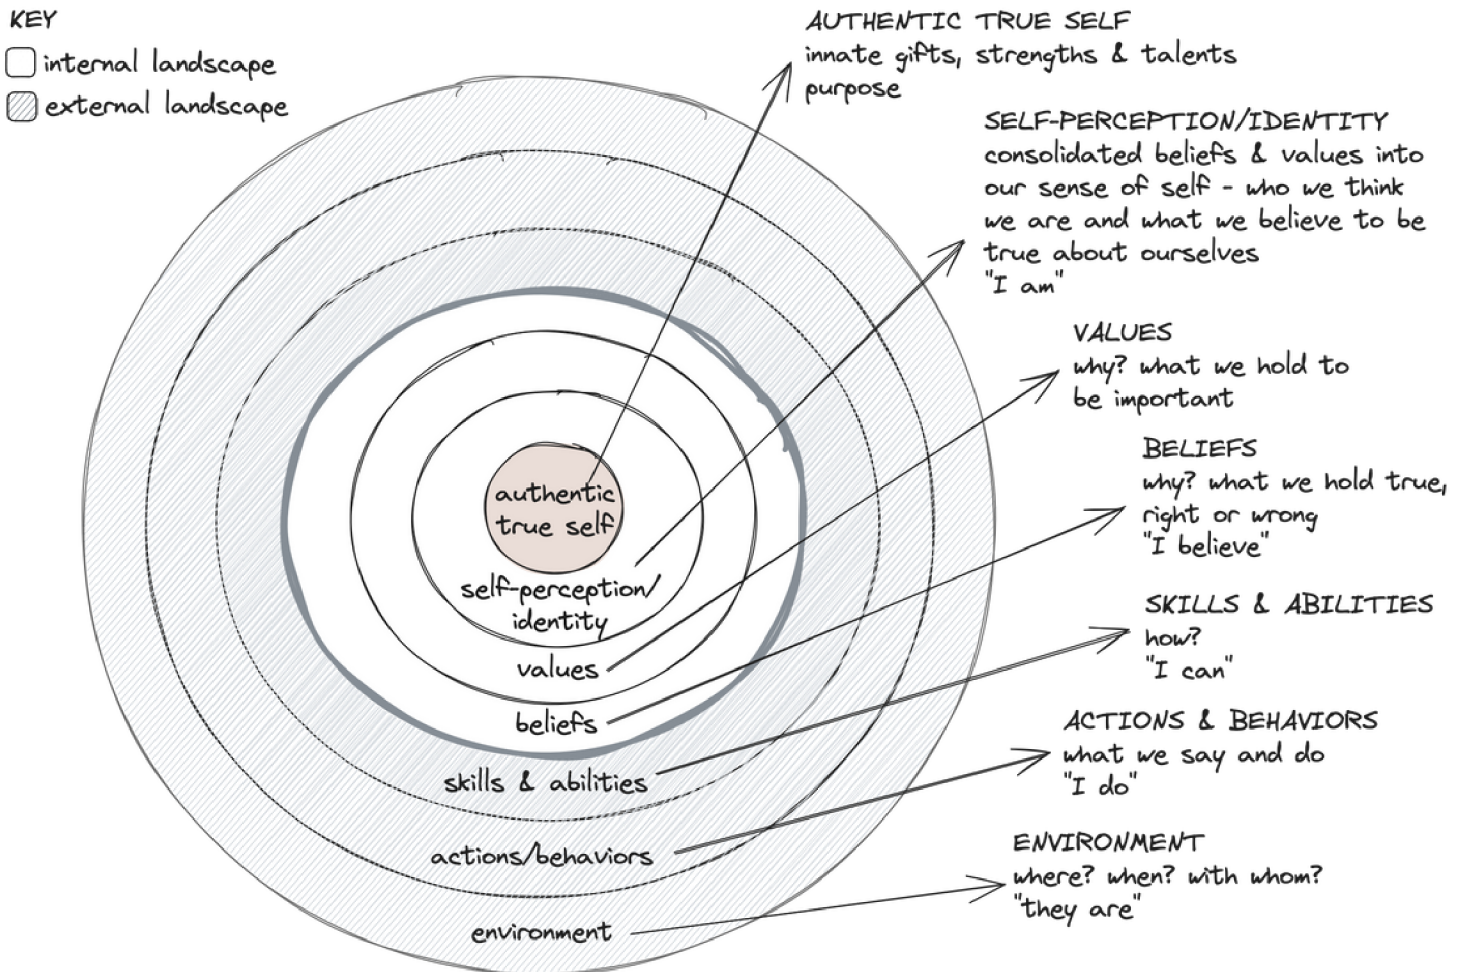 KEY
internal landscape
external landscape
AUTHENTIC TRUE SELF
innate gifts, strengths & talents
purpose
SELF-PERCEPTION/IDENTITY
consolidated beliefs & values into
our sense of self - who we think
we are and what we believe to be
true about ourselves
"I am"
VALUES
why? what we hold to
be important
BELIEFS
why? what we hold true,
right or wrong
"I believe"
SKILLS & ABILITIES
how?
"I can"
ACTIONS & BEHAVIORS
what we say and do
"I do"
ENVIRONMENT
where? when? with whom?
"they are"
authentic
true self
self-perception/
identity
values
beliefs
skills & abilities
actions/behaviors
environment